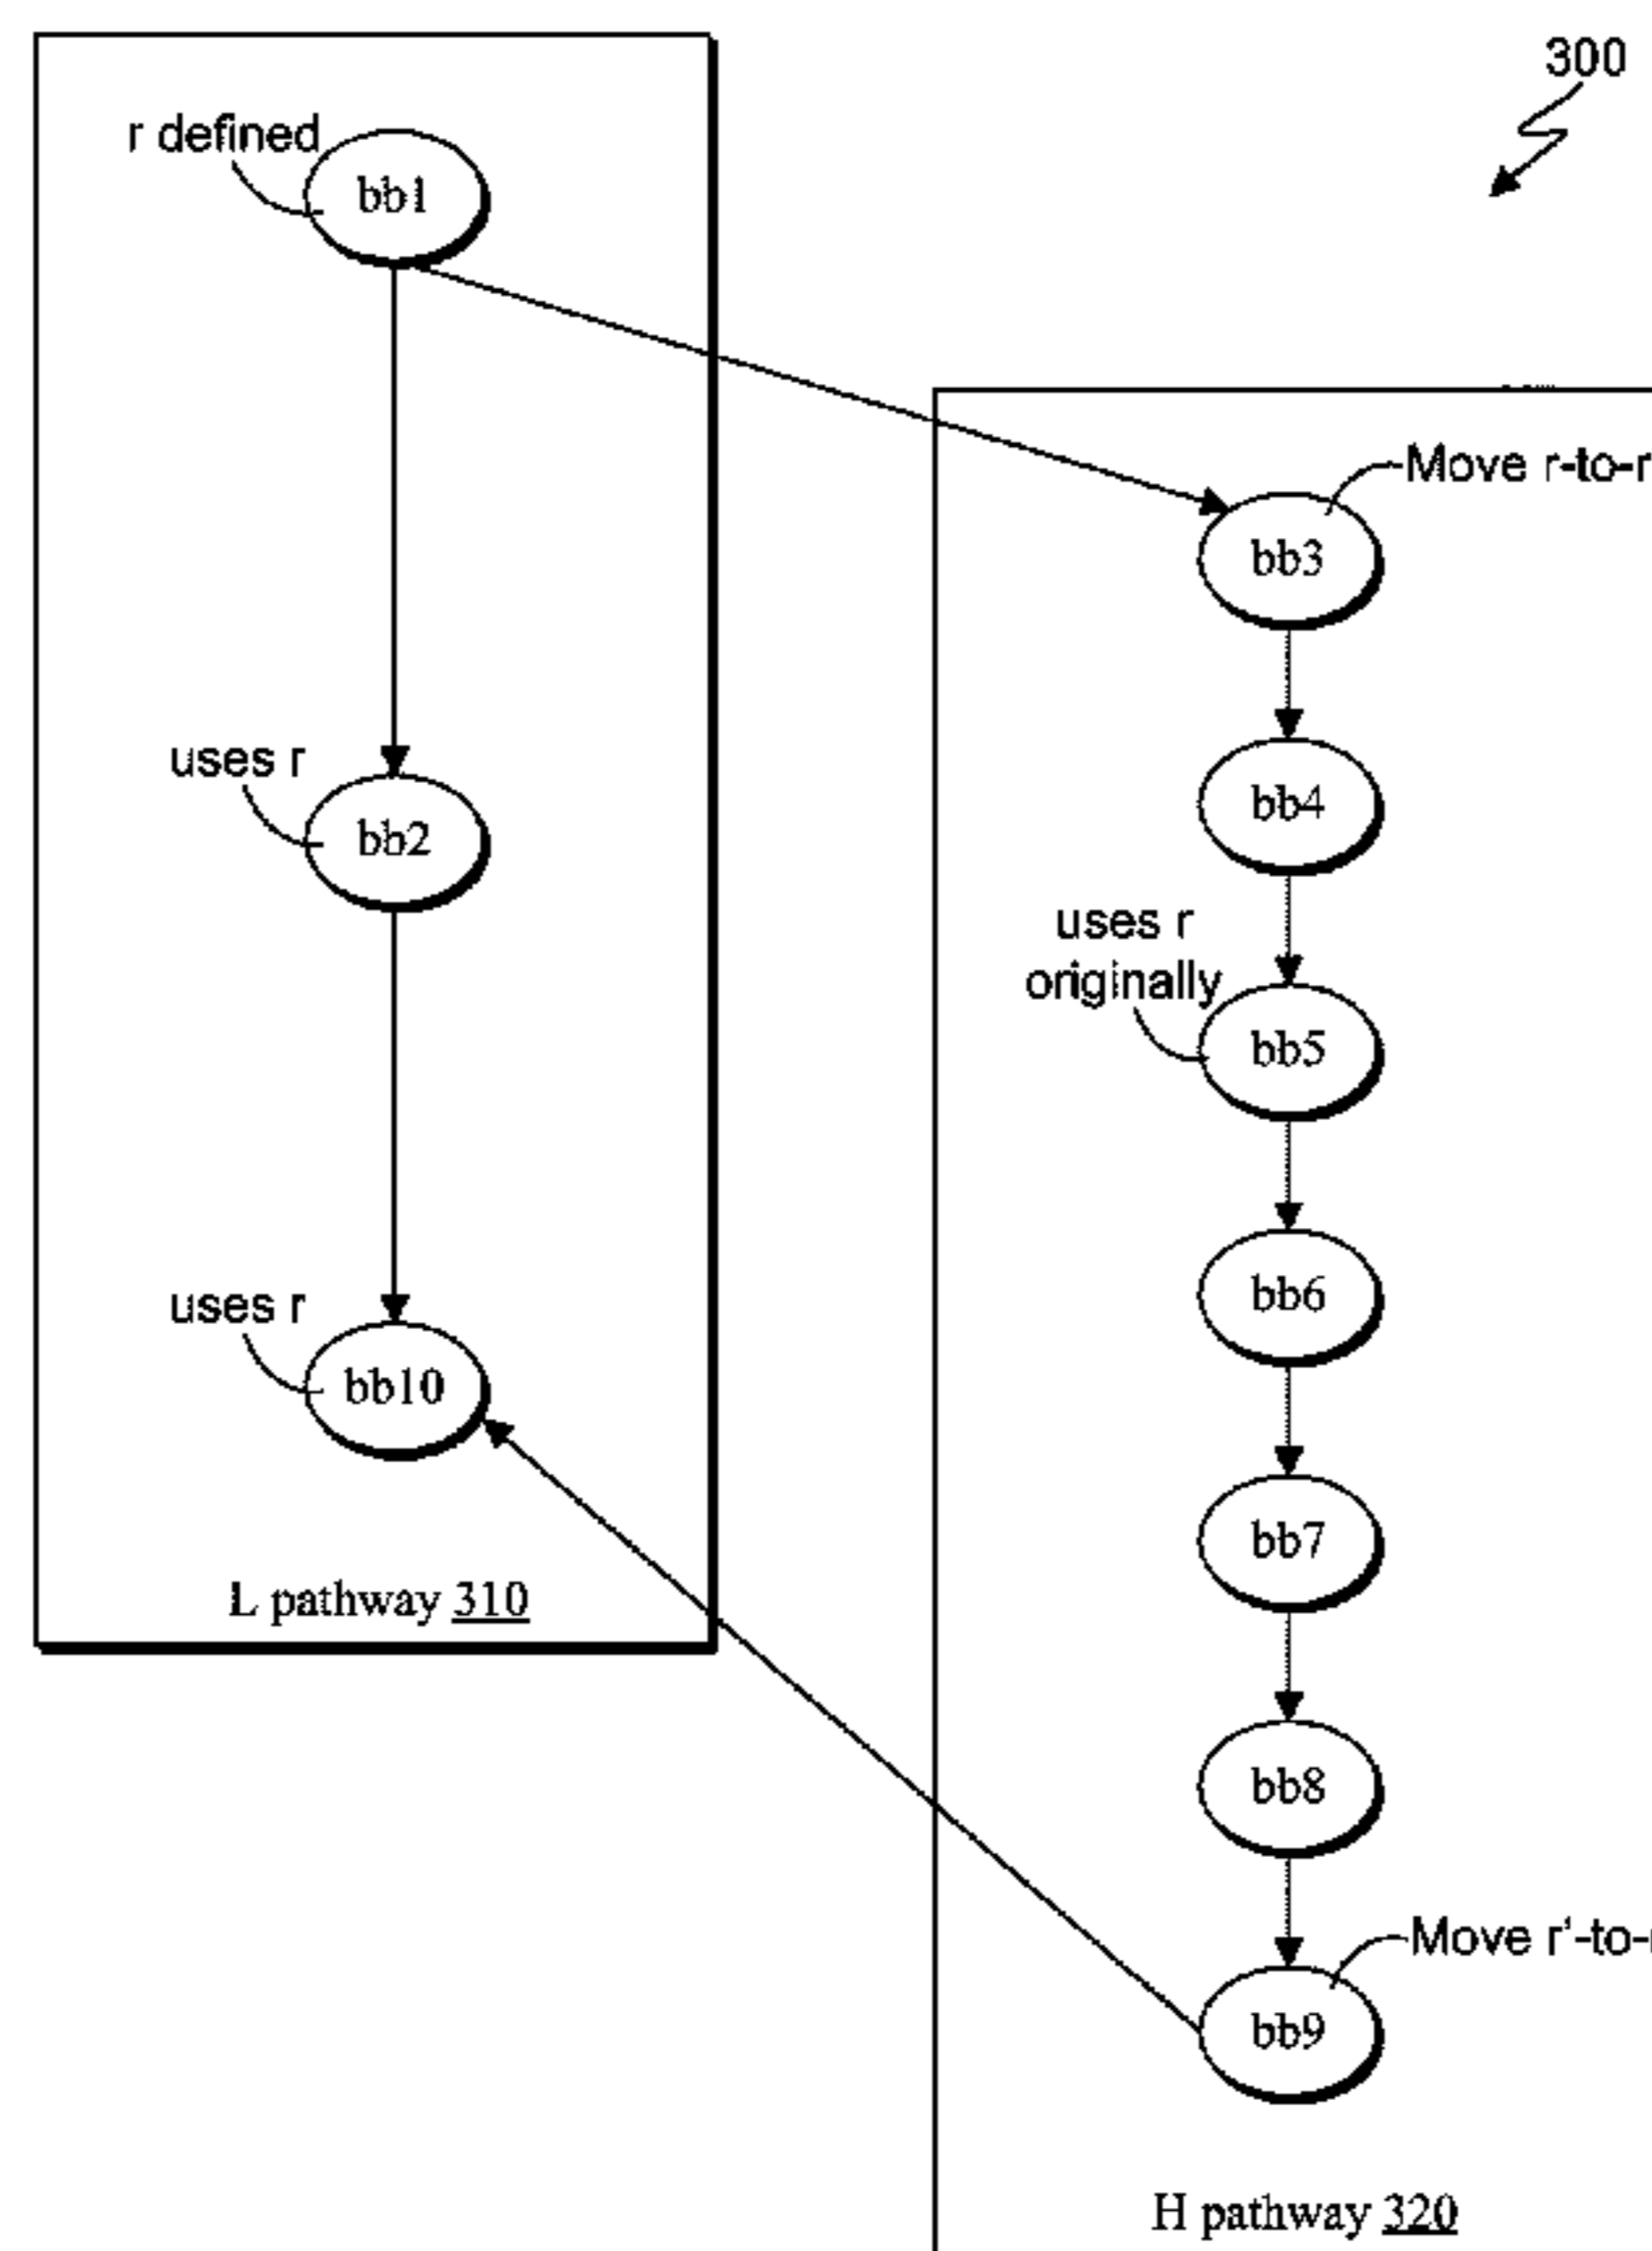 300
r defined
bb1
Move r-to-r
bb3
uses r
bb2
bb4
uses r
originally
bb5
bb6
uses r
bb10
bb7
L pathway 310
bb8
Move r'-to-
bb9
H pathway 320